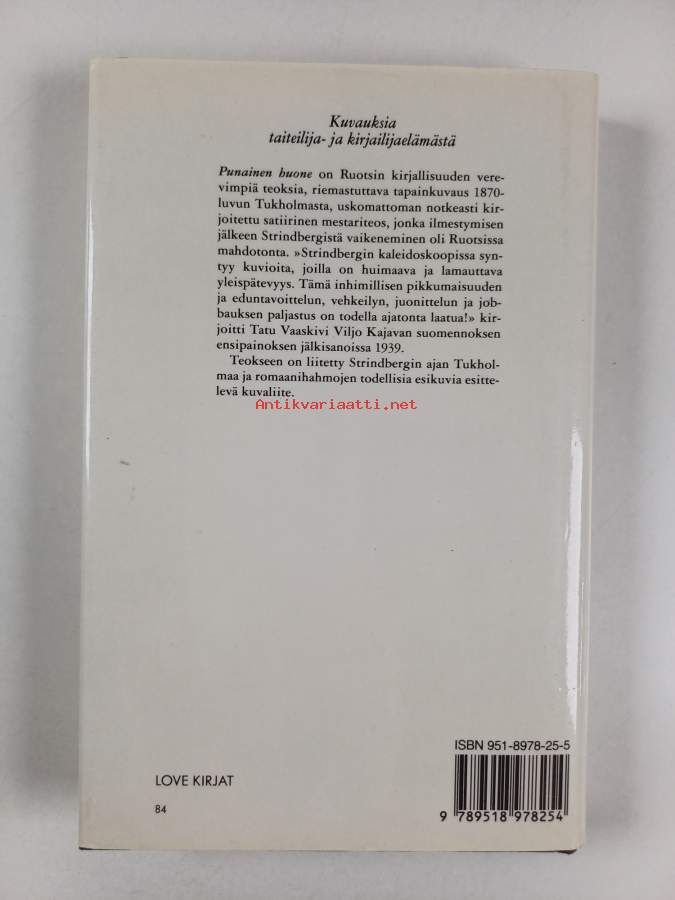 Kuvauksia
taiteilija- ja kirjailijaelämästä
Punainen huone on Ruotsin kirjallisuuden vere-
vimpiä teoksia, riemastuttava tapainkuvaus 1870-
luvun Tukholmasta, uskomattoman notkeasti kir-
joitettu satiirinen mestariteos, jonka ilmestymisen
jälkeen Strindbergistä vaikeneminen oli Ruotsissa
mahdotonta. »Strindbergin kaleidoskoopissa syn-
tyy kuvioita, joilla on huimaava ja lamauttava
yleispätevyys. Tämä inhimillisen pikkumaisuuden
ja eduntavoittelun, vehkeilyn, juonittelun ja job-
bauksen paljastus on todella ajatonta laatua!» kir-
joitti Tatu Vaaskivi Viljo Kajavan suomennoksen
ensipainoksen jälkisanoissa 1939.
Teokseen on liitetty Strindbergin ajan Tukhol-
maa ja romaanihahmojen todellisia esikuvia esitte-
levä kuvaliite.
Antikvariaatti.net
ISBN 951-8978-25-5
LOVE KIRJAT
84
9 789518 978254